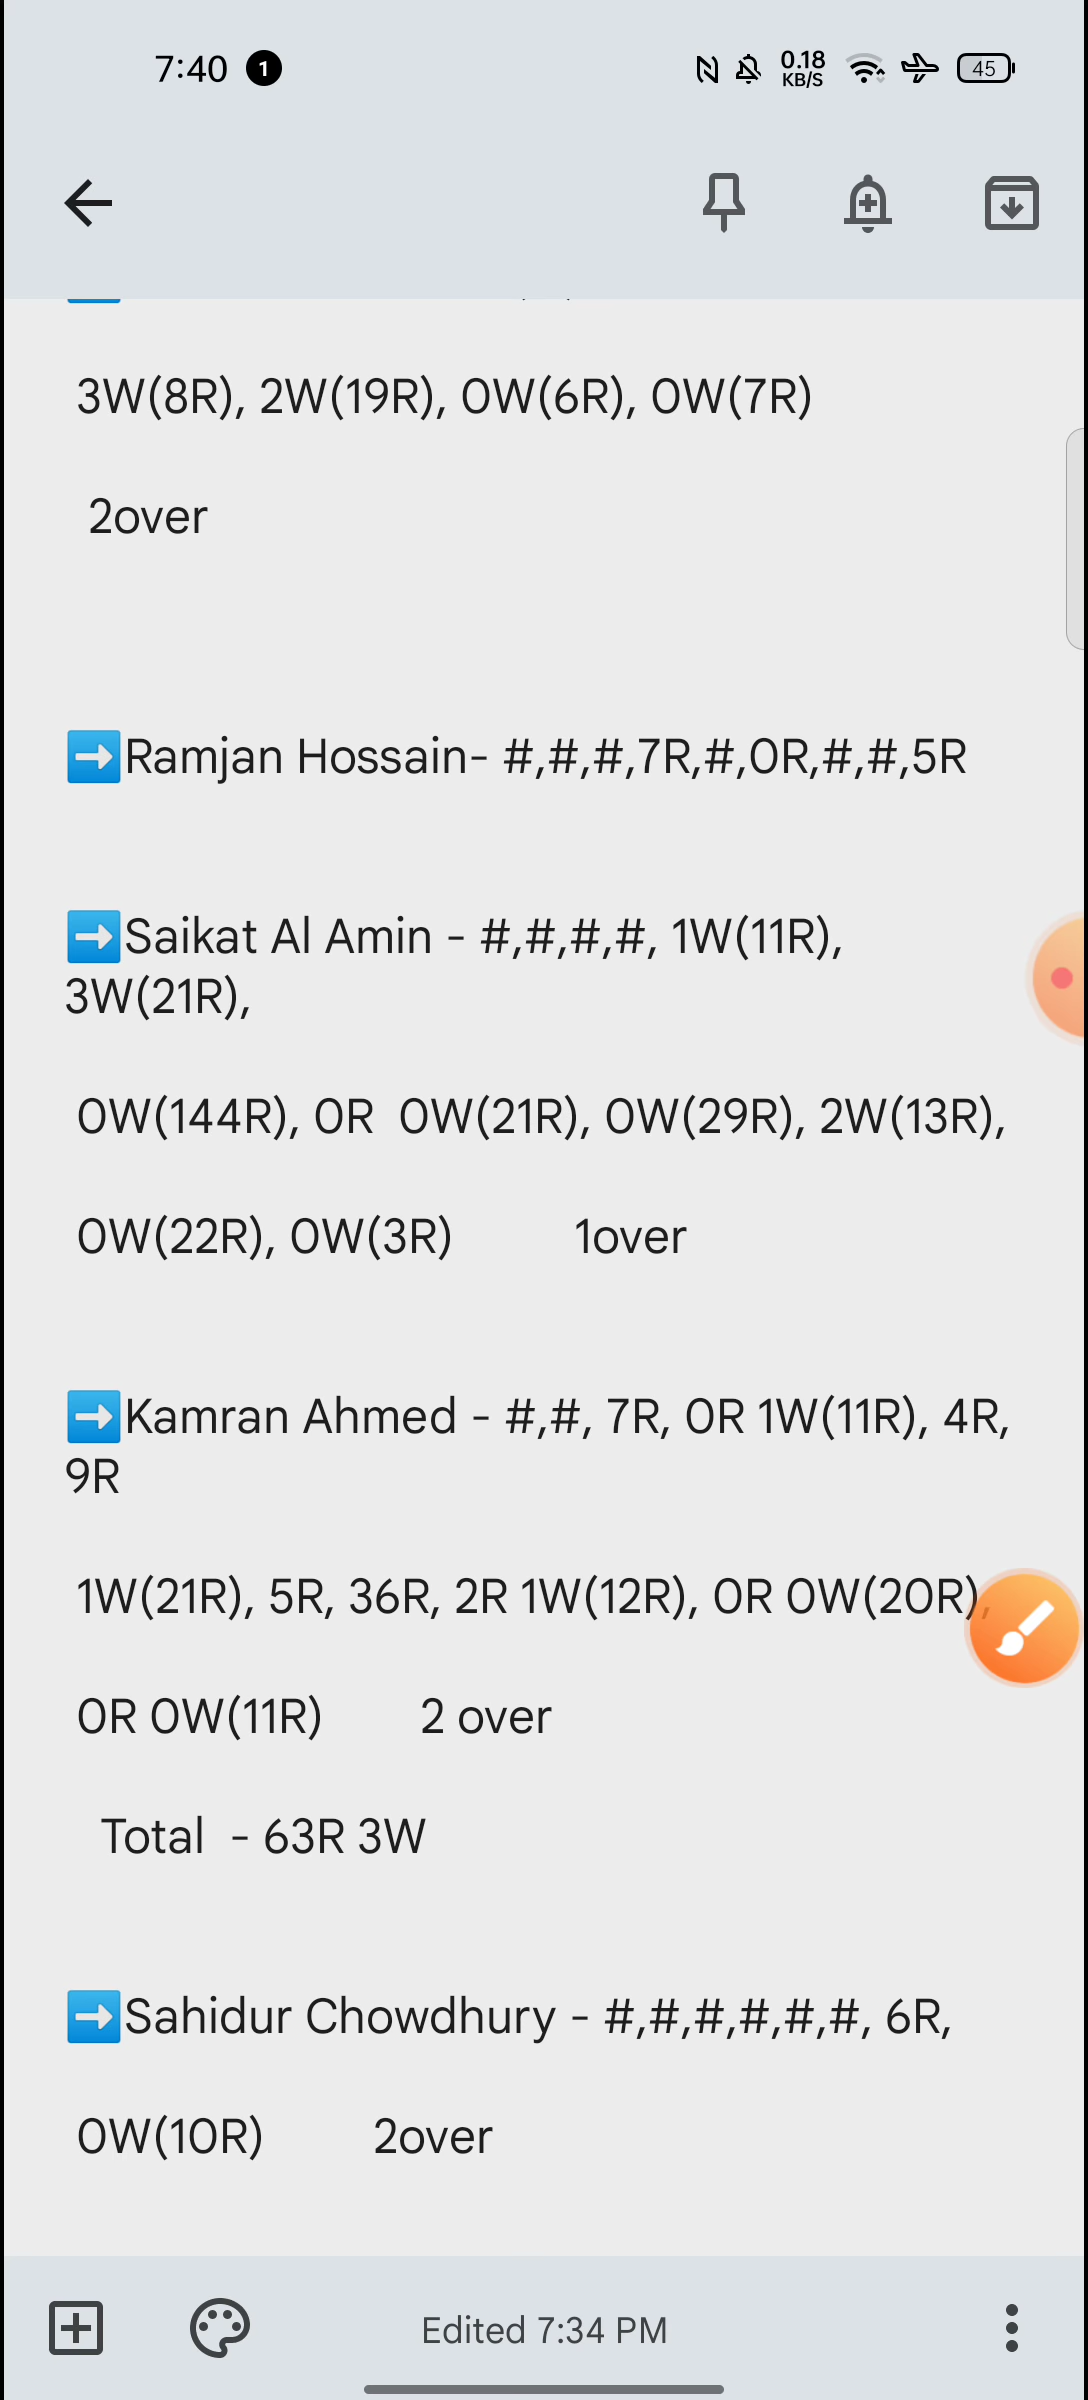 7:40 1 0.18 KB/S 45
3W(8R), 2W(19R), 0W(6R), 0W(7R)
2over
➡️Ramjan Hossain- #,#,#,7R,#,0R,#,#,5R
➡️Saikat Al Amin - #,#,#,#, 1W(11R),
3W(21R),
0W(144R), 0R  0W(21R), 0W(29R), 2W(13R),
0W(22R), 0W(3R) 1over
➡️Kamran Ahmed - #,#, 7R, 0R 1W(11R), 4R,
9R
1W(21R), 5R, 36R, 2R 1W(12R), 0R 0W(20R),
0R 0W(11R) 2 over
Total  - 63R 3W
➡️Sahidur Chowdhury - #,#,#,#,#,#, 6R,
0W(10R) 2over
Edited 7:34 PM